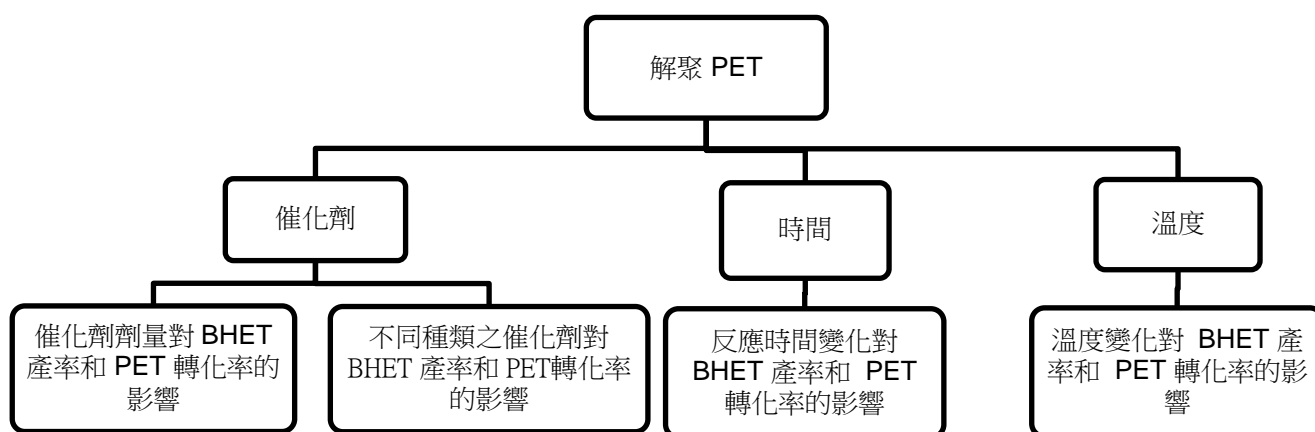 解聚 PET
催化劑
時間
溫度
催化劑劑量對 BHET
產率和 PET 轉化率的
影響
不同種類之催化劑對
BHET 產率和PET轉化率
的影響
反應時間變化對
BHET 產率和 PET
轉化率的影響
溫度變化對 BHET 產
率和 PET 轉化率的影
響